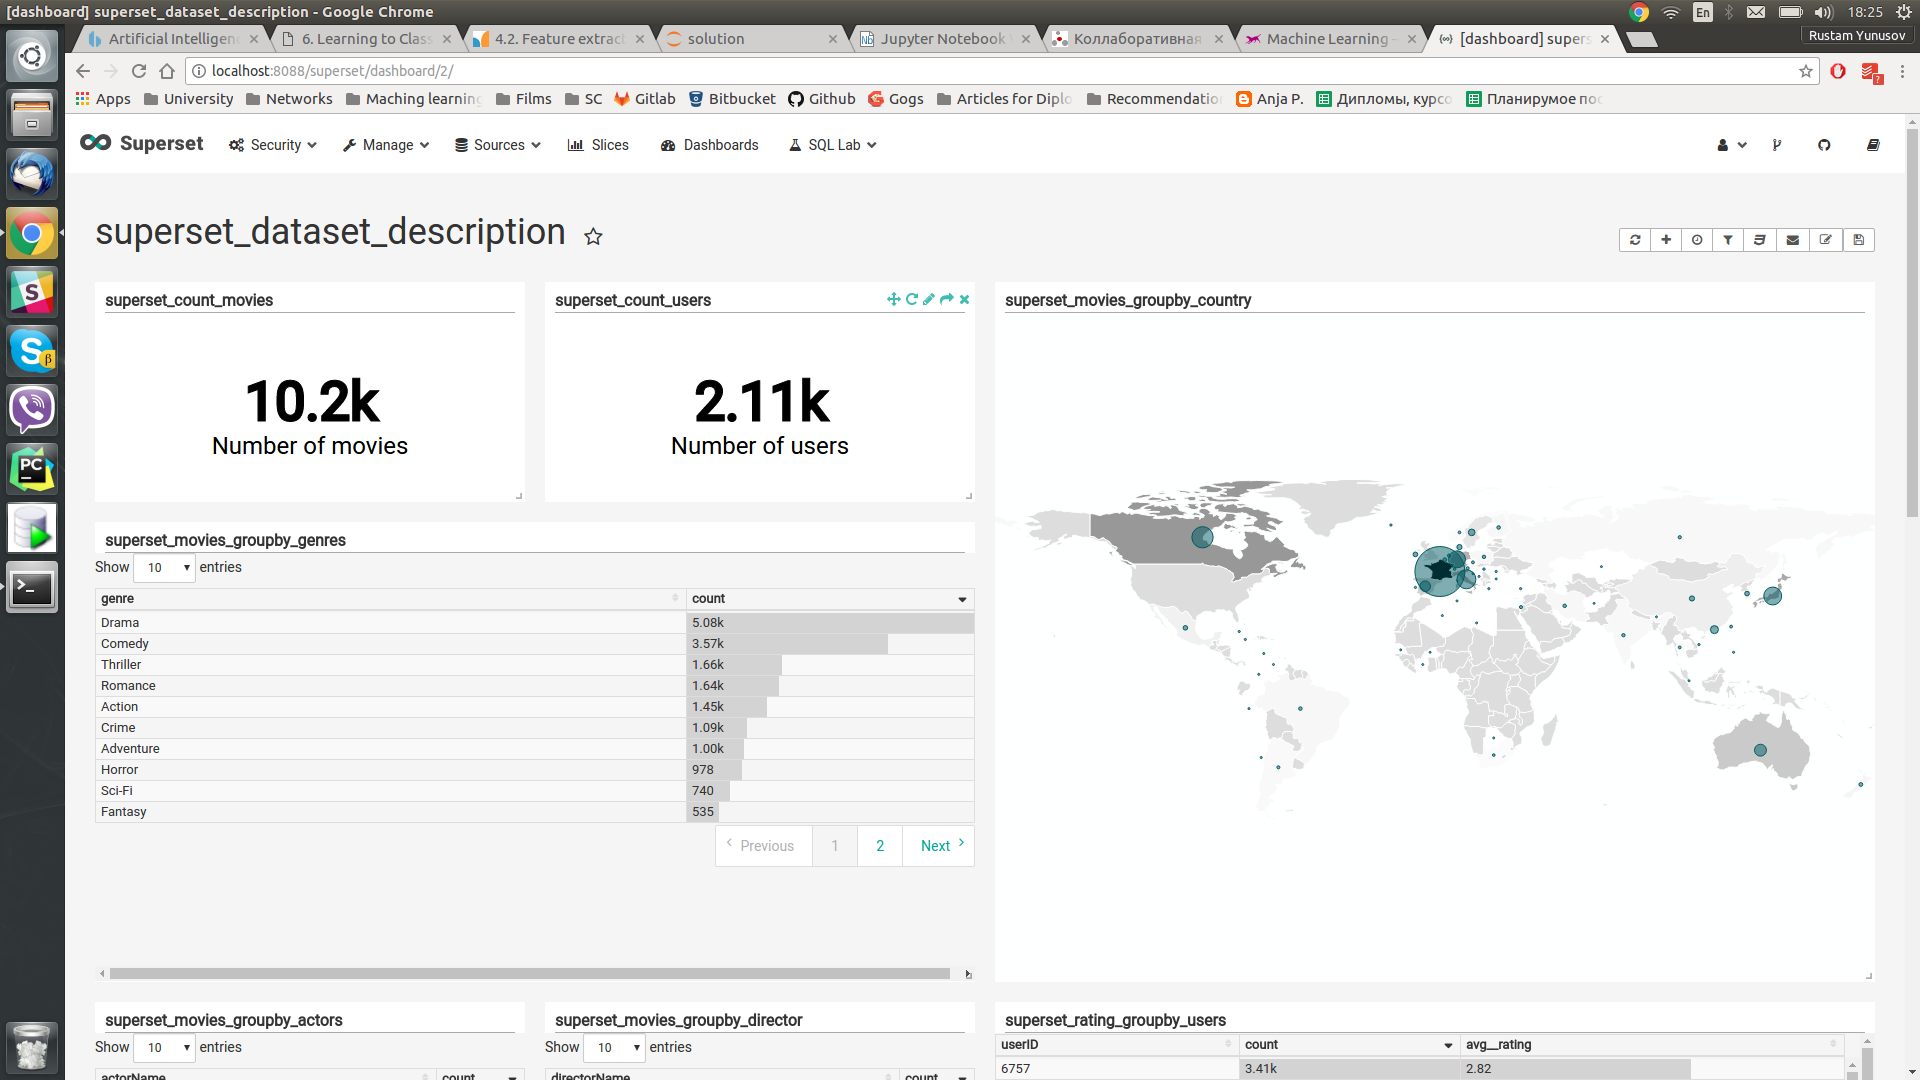 [dashboard] superset_dataset_description - Google Chrome
En
18:25
Artificial Intelligenc
6. Learning to Class
4.2. Feature extract
solution
Jupyter Notebook
Коллаборативная
Machine Learning -
[dashboard] supers
Rustam Yunusov
localhost:8088/superset/dashboard/2/
Apps
University
Networks
Maching learning
Films
SC
Gitlab
Bitbucket
Github
Gogs
Articles for Diplo
Recommendation
Anja P.
Дипломы, курсо
Планирумое пос
Superset
Security
Manage
Sources
Slices
Dashboards
SQL Lab
superset_dataset_description
superset_count_movies
10.2k
Number of movies
superset_count_users
2.11k
Number of users
superset_movies_groupby_country
superset_movies_groupby_genres
Show 10 entries
genre count
Drama 5.08k
Comedy 3.57k
Thriller 1.66k
Romance 1.64k
Action 1.45k
Crime 1.09k
Adventure 1.00k
Horror 978
Sci-Fi 740
Fantasy 535
Previous 1 2 Next
superset_movies_groupby_actors
Show 10 entries
actorName count
superset_movies_groupby_director
Show 10 entries
directorName count
superset_rating_groupby_users
userID count avg__rating
6757 3.41k 2.82